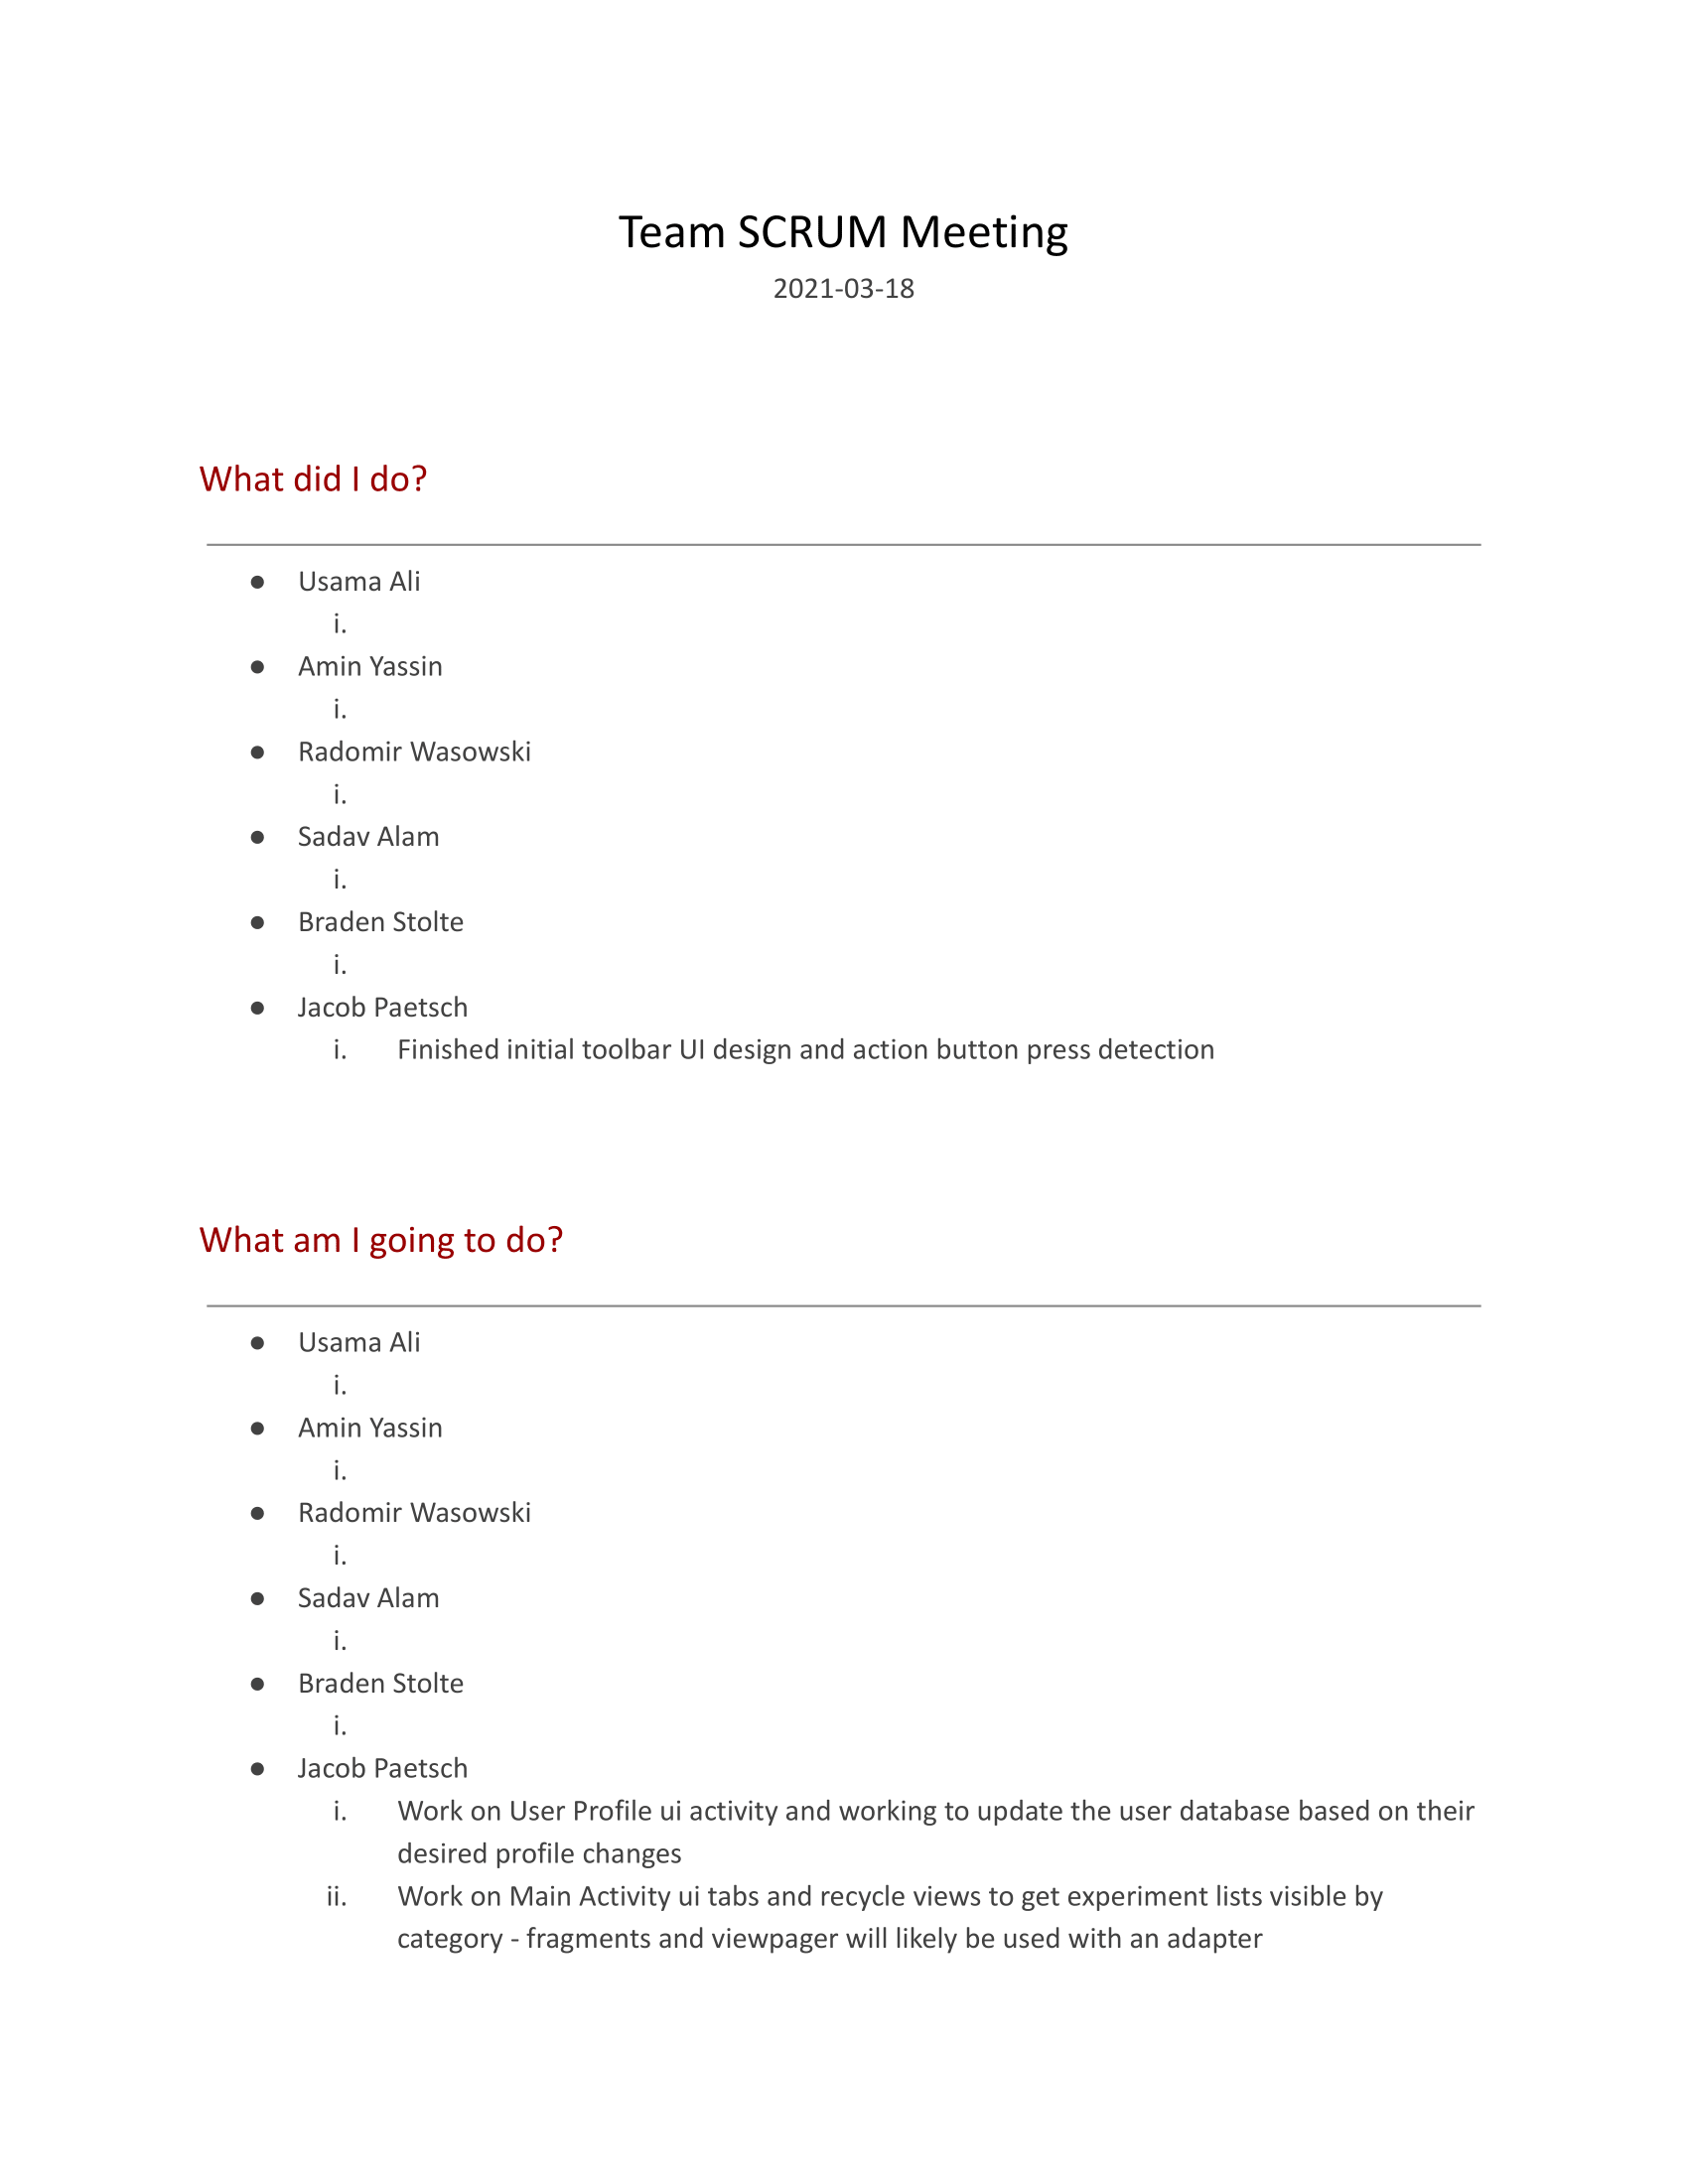 Team SCRUM Meeting
2021-03-18
What did I do?
● Usama Ali
i.
● Amin Yassin
i.
● Radomir Wasowski
i.
● Sadav Alam
i.
● Braden Stolte
i.
● Jacob Paetsch
i. Finished initial toolbar UI design and action button press detection
What am I going to do?
● Usama Ali
i.
● Amin Yassin
i.
● Radomir Wasowski
i.
● Sadav Alam
i.
● Braden Stolte
i.
● Jacob Paetsch
i. Work on User Profile ui activity and working to update the user database based on their
desired profile changes
ii. Work on Main Activity ui tabs and recycle views to get experiment lists visible by
category - fragments and viewpager will likely be used with an adapter